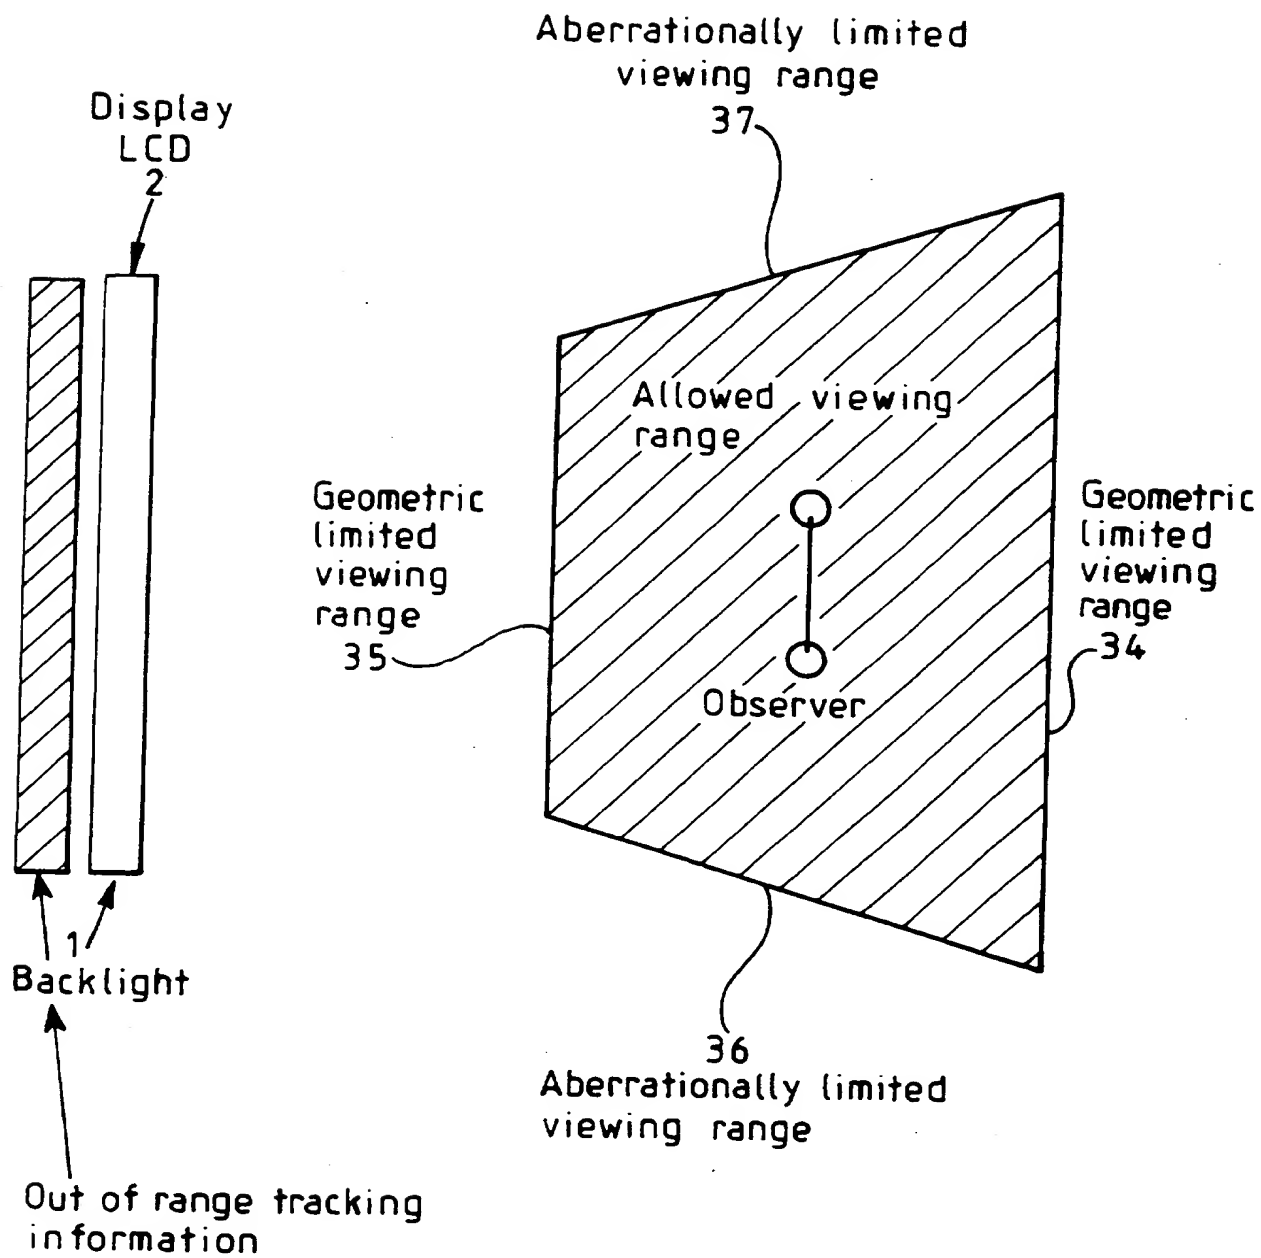 Aberrationally limited
viewing range
37
Display
LCD
2
Allowed viewing
range
Geometric
limited
viewing
range
35
Geometric
limited
viewing
range
34
Observer
1
Backlight
36
Aberrationally limited
viewing range
Out of range tracking
information